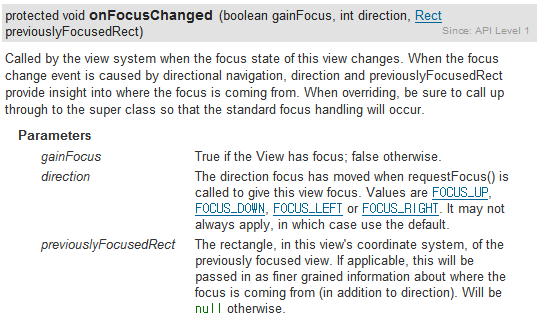 protected void onFocusChanged (boolean gainFocus, int direction, Rect
previouslyFocusedRect)
Since: API Level 1
Called by the view system when the focus state of this view changes. When the focus
change event is caused by directional navigation, direction and previouslyFocusedRect
provide insight into where the focus is coming from. When overriding, be sure to call up
through to the super class so that the standard focus handling will occur.
Parameters
gainFocus True if the View has focus; false otherwise.
direction The direction focus has moved when requestFocus() is
called to give this view focus. Values are FOCUS_UP,
FOCUS_DOWN, FOCUS_LEFT or FOCUS_RIGHT. It may not
always apply, in which case use the default.
previouslyFocusedRect The rectangle, in this view's coordinate system, of the
previously focused view. If applicable, this will be
passed in as finer grained information about where the
focus is coming from (in addition to direction). Will be
null otherwise.